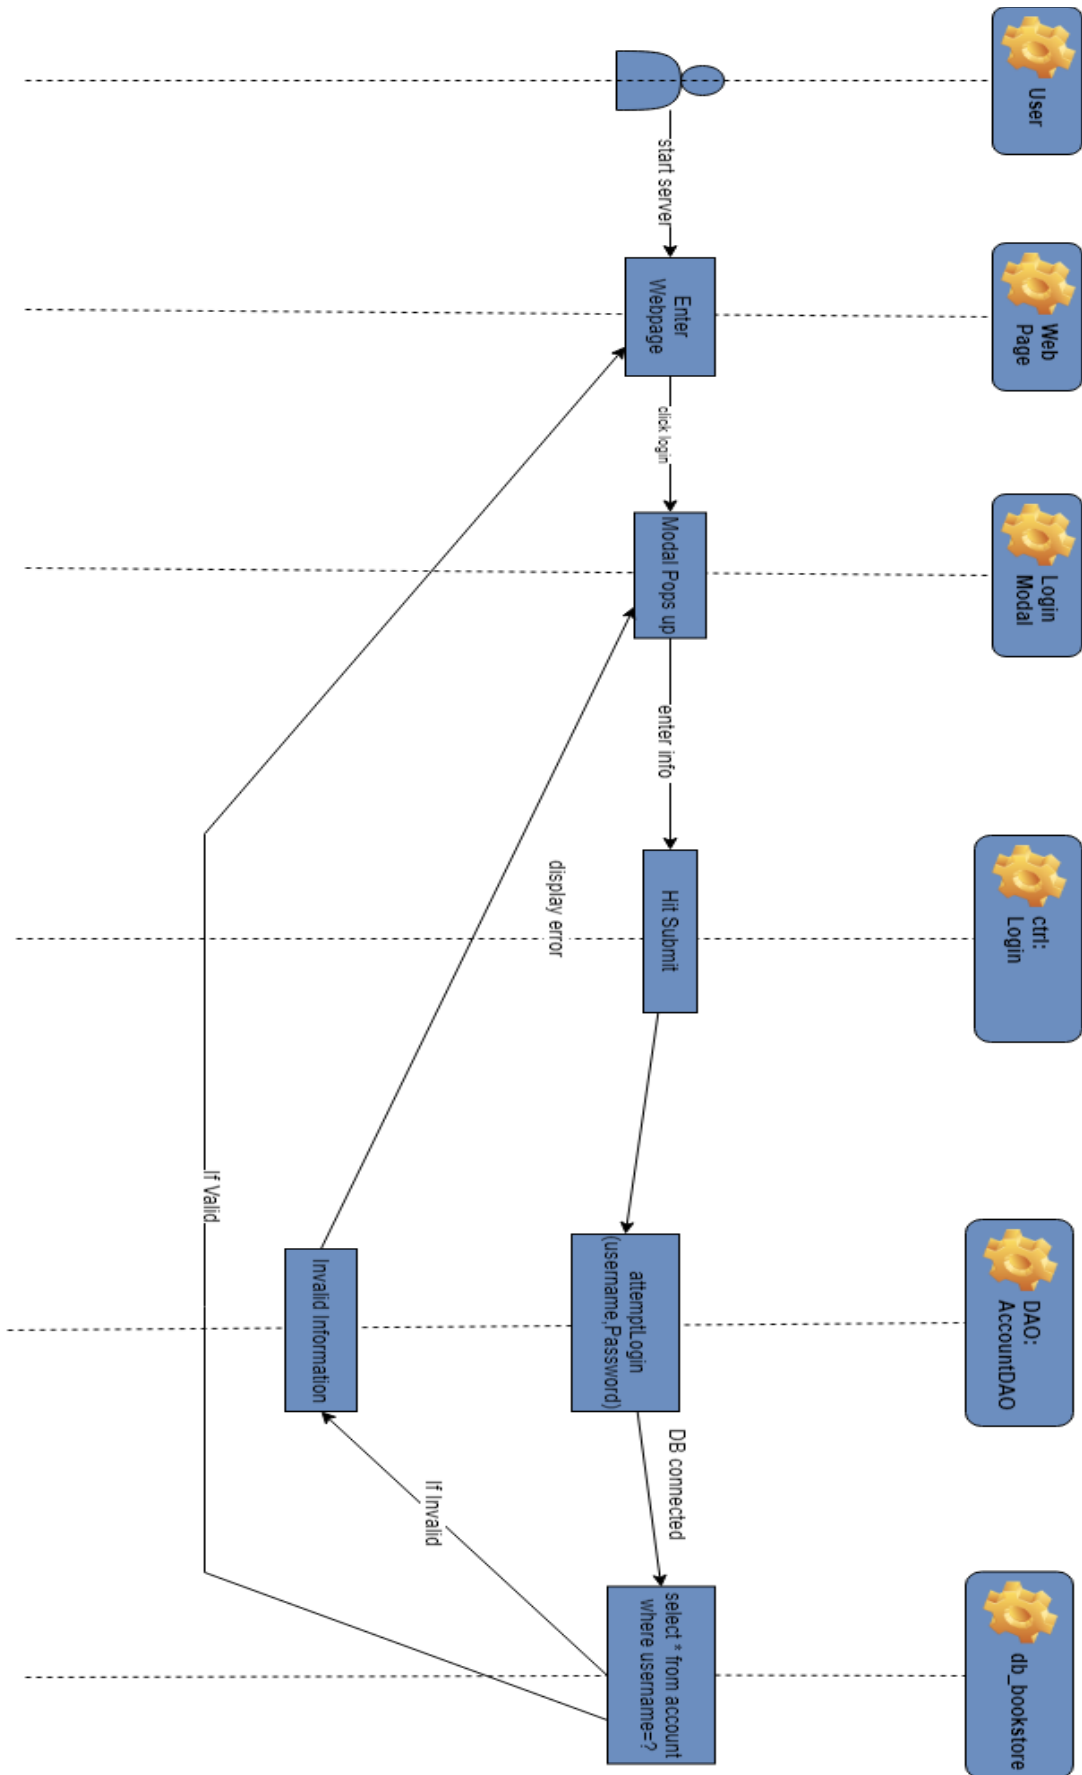 User
Web
Page
Login
Modal
ctrl:
Login
DAO:
AccountDAO
db_bookstore
start server
Enter
Webpage
click login
Modal Pops up
enter info
Hit Submit
attemptLogin
(username,Password)
DB connected
select * from account
where username=?
display error
If Invalid
Invalid Information
If Valid